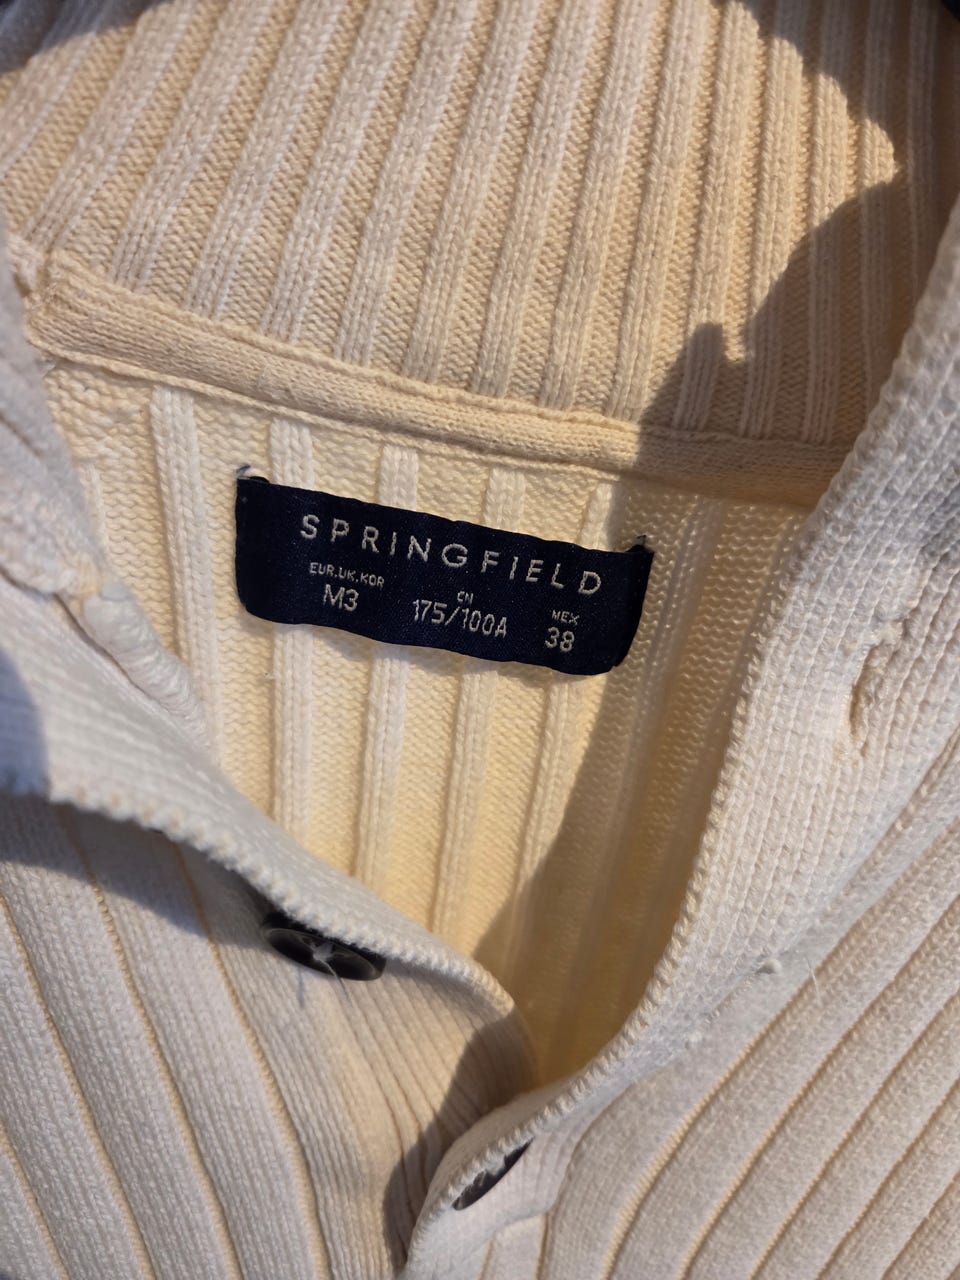 SPRINGFIELD
EUR.UK.KOR CN MEX
M3 175/100A 38